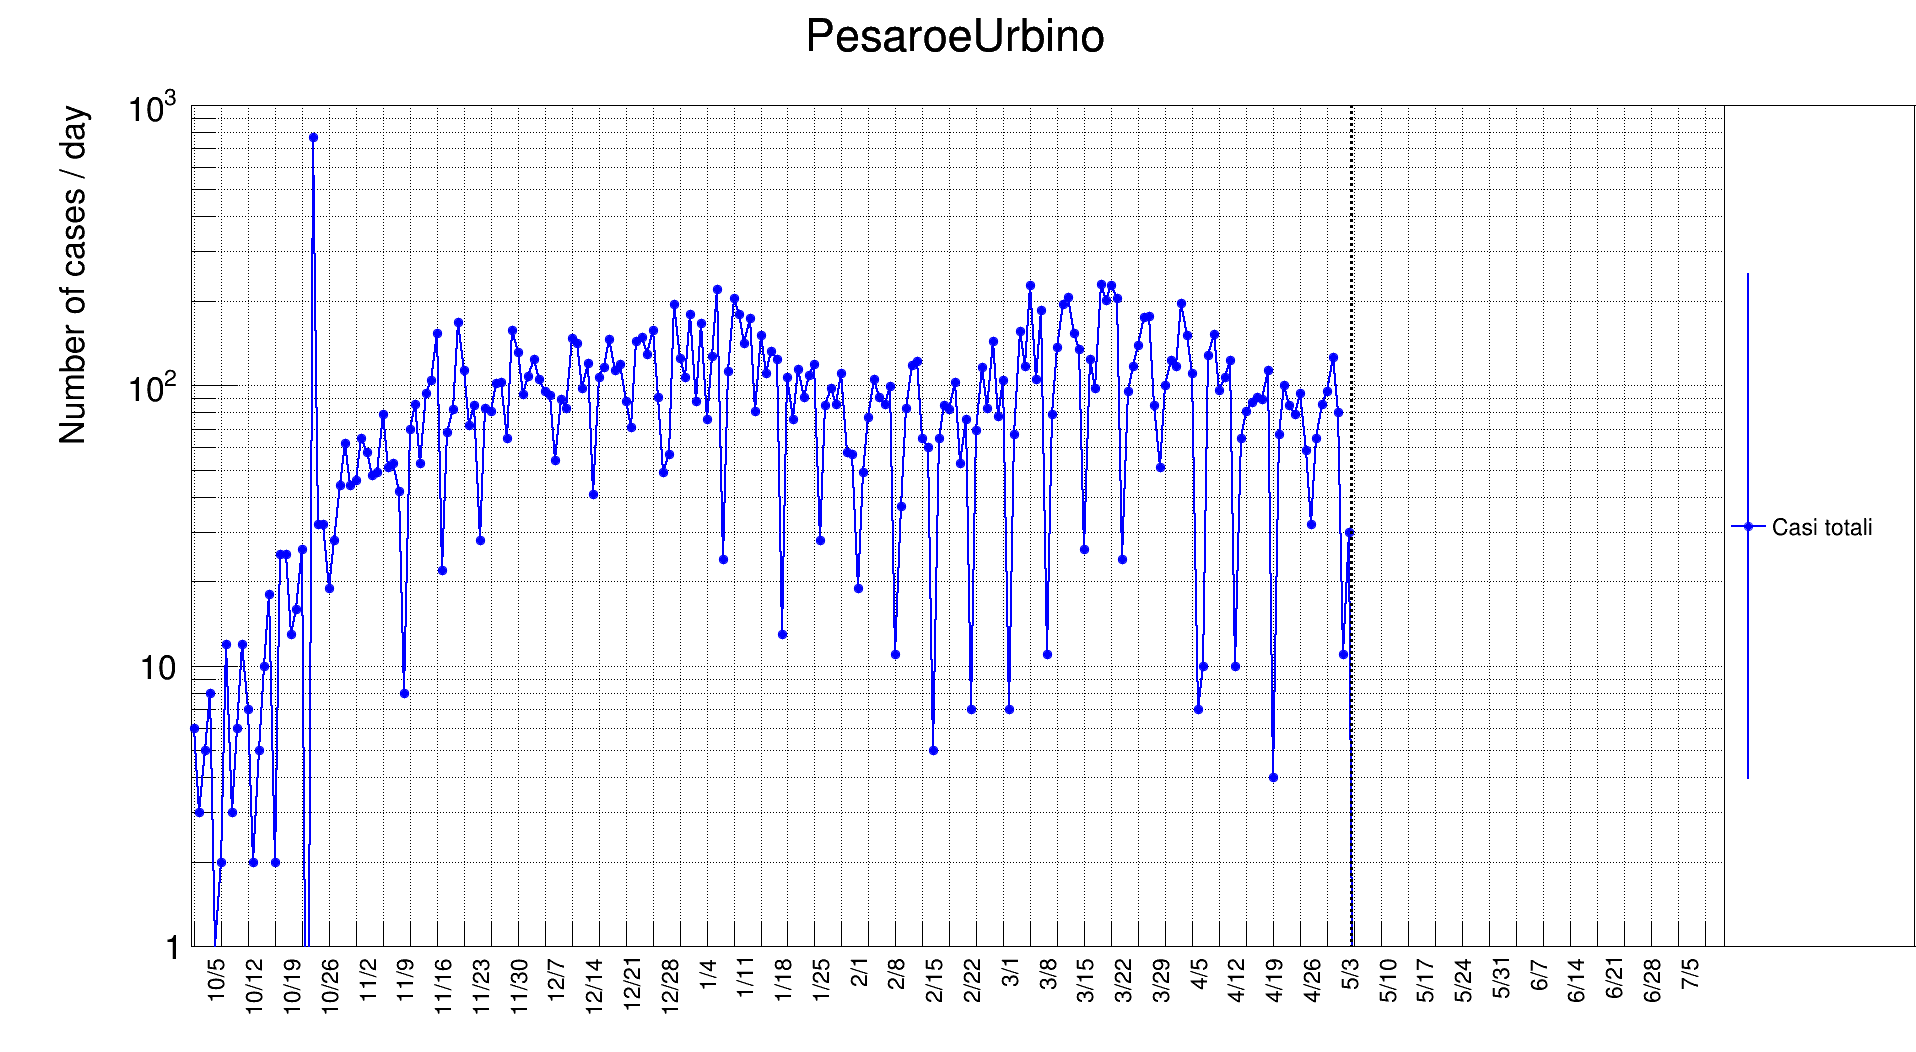 PesaroeUrbino
Number of cases / day
10³
10²
10
1
10/5 10/12 10/19 10/26 11/2 11/9 11/16 11/23 11/30 12/7 12/14 12/21 12/28 1/4 1/11 1/18 1/25 2/1 2/8 2/15 2/22 3/1 3/8 3/15 3/22 3/29 4/5 4/12 4/19 4/26 5/3 5/10 5/17 5/24 5/31 6/7 6/14 6/21 6/28 7/5
Casi totali